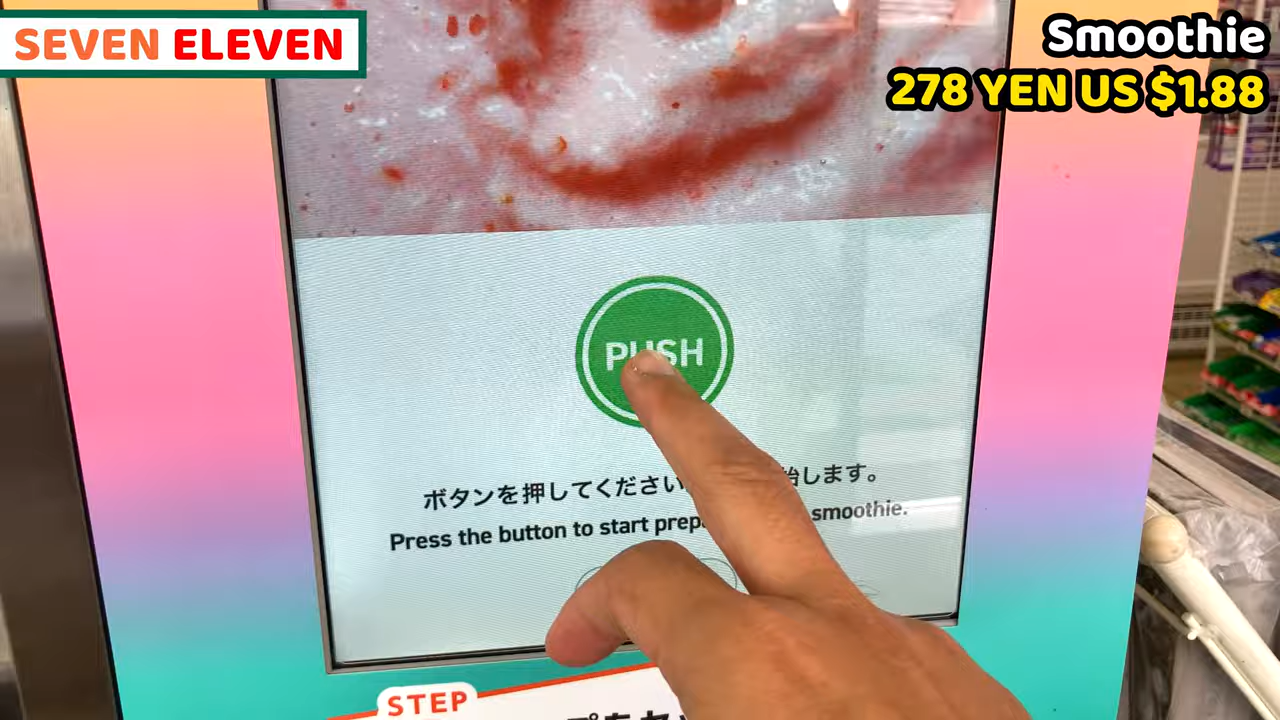 SEVEN ELEVEN
Smoothie
278 YEN US $1.88
PUSH
ボタンを押してください 始します。
Press the button to start smoothie.
STEP